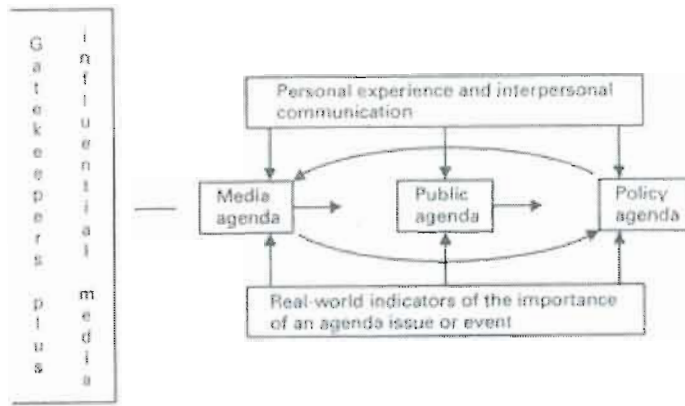 Gatekeepers plus
influential media
Personal experience and interpersonal
communication
Media
agenda
Public
agenda
Policy
agenda
Real-world indicators of the importance
of an agenda issue or event